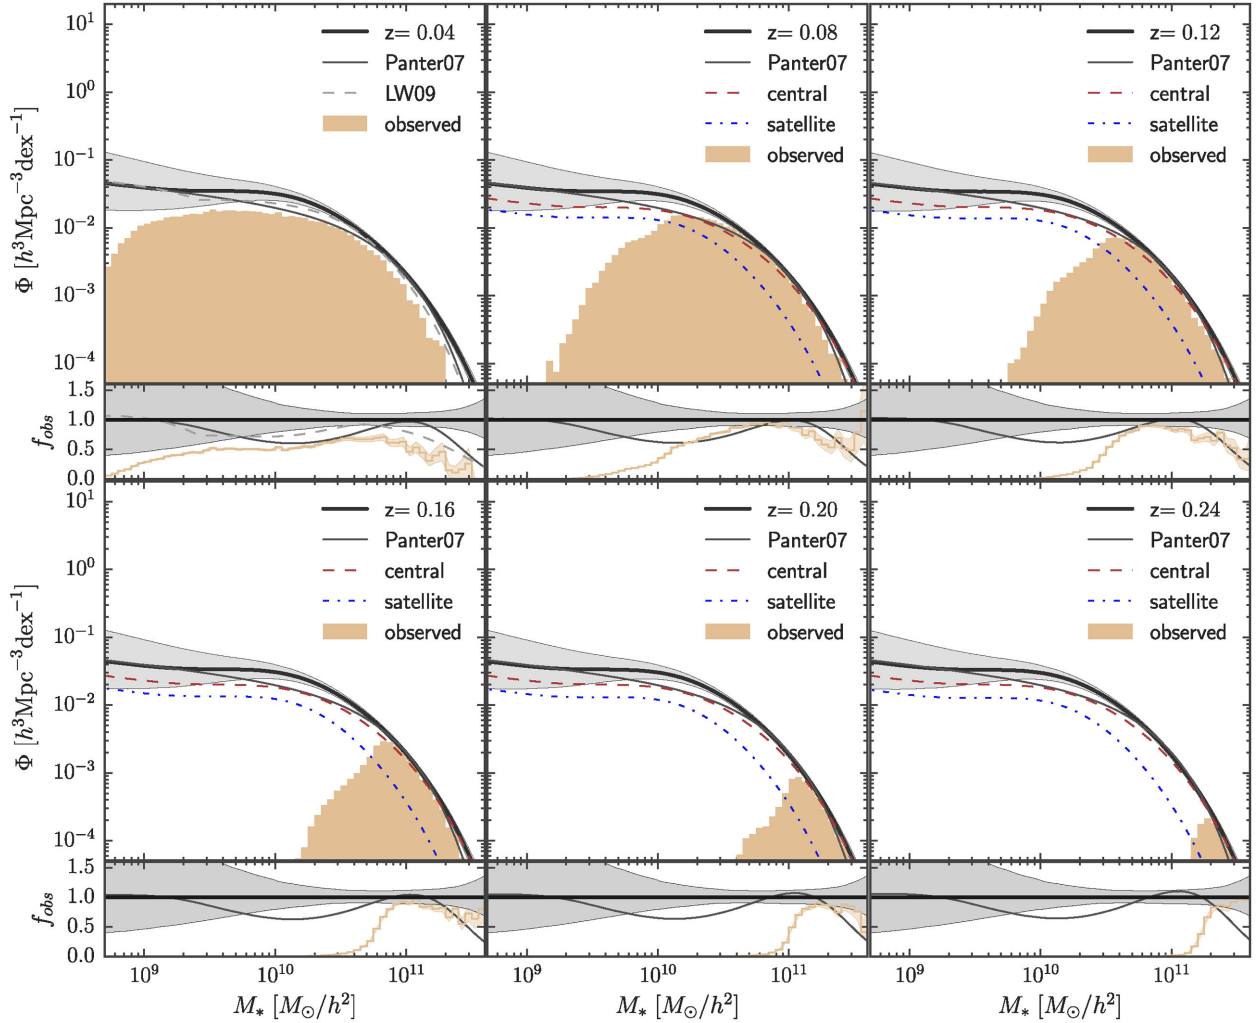 10¹
10⁰
10⁻¹
10⁻²
10⁻³
10⁻⁴
Φ [h³Mpc⁻³dex⁻¹]
z= 0.04
Panter07
LW09
observed
z= 0.08
Panter07
central
satellite
observed
z= 0.12
Panter07
central
satellite
observed
1.5
1.0
0.5
0.0
f_obs
10¹
10⁰
10⁻¹
10⁻²
10⁻³
10⁻⁴
Φ [h³Mpc⁻³dex⁻¹]
z= 0.16
Panter07
central
satellite
observed
z= 0.20
Panter07
central
satellite
observed
z= 0.24
Panter07
central
satellite
observed
1.5
1.0
0.5
0.0
f_obs
10⁹ 10¹⁰ 10¹¹
10⁹ 10¹⁰ 10¹¹
10⁹ 10¹⁰ 10¹¹
M_* [M_⊙/h²]
M_* [M_⊙/h²]
M_* [M_⊙/h²]